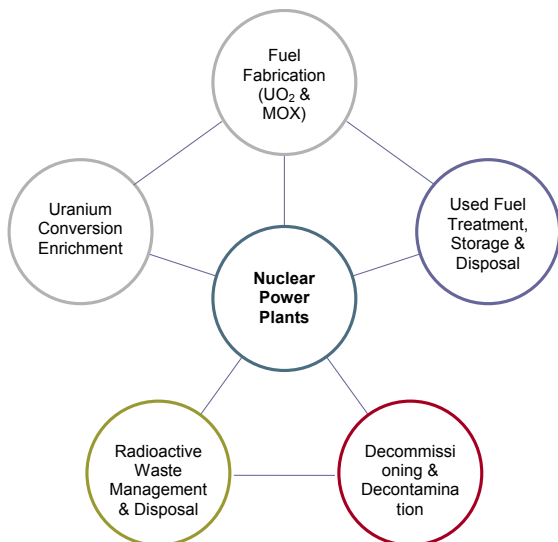 Fuel
Fabrication
(UO₂ &
MOX)
Uranium
Conversion
Enrichment
Used Fuel
Treatment,
Storage &
Disposal
Nuclear
Power
Plants
Radioactive
Waste
Management
& Disposal
Decommissi
oning &
Decontamina
tion